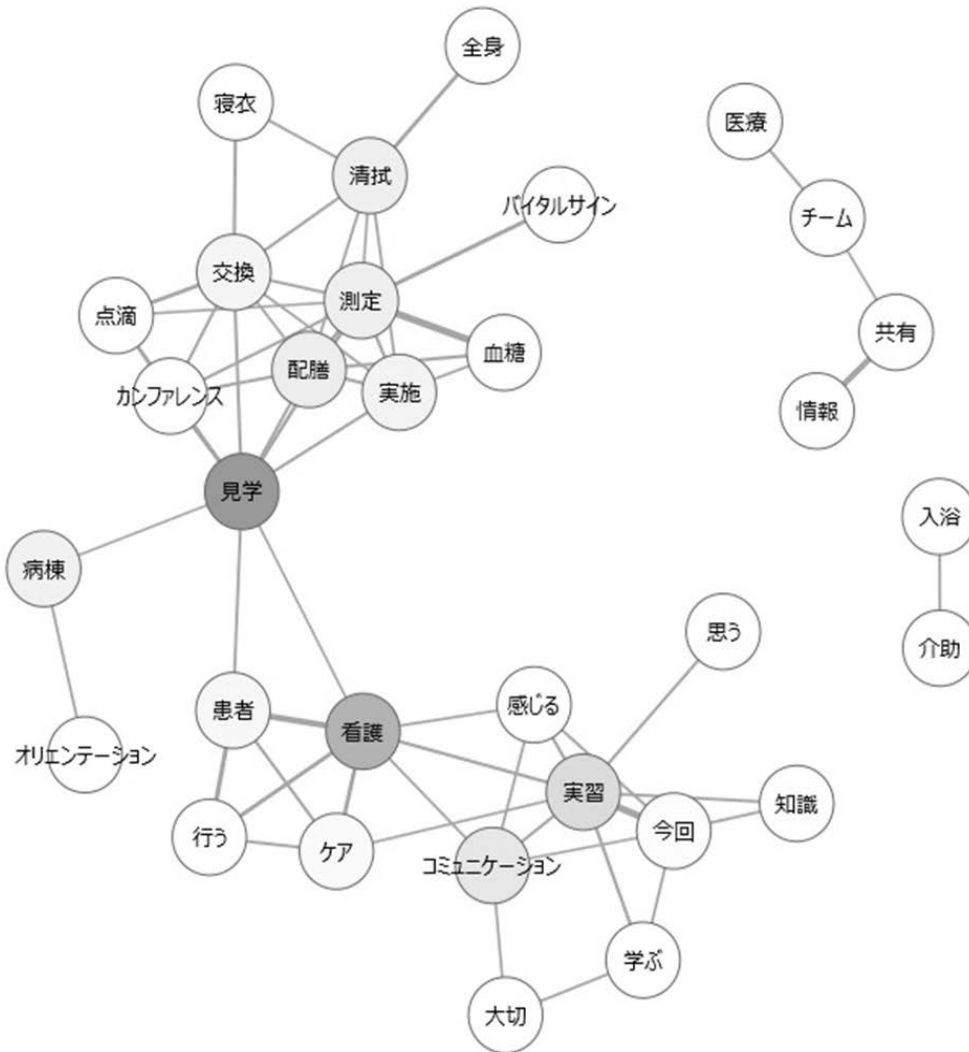 全身
寝衣
医療
清拭
バイタルサイン
チーム
交換
測定
点滴
共有
血糖
配膳
実施
カンファレンス
情報
見学
入浴
病棟
思う
介助
感じる
患者
看護
オリエンテーション
実習
知識
行う
今回
ケア
コミュニケーション
学ぶ
大切